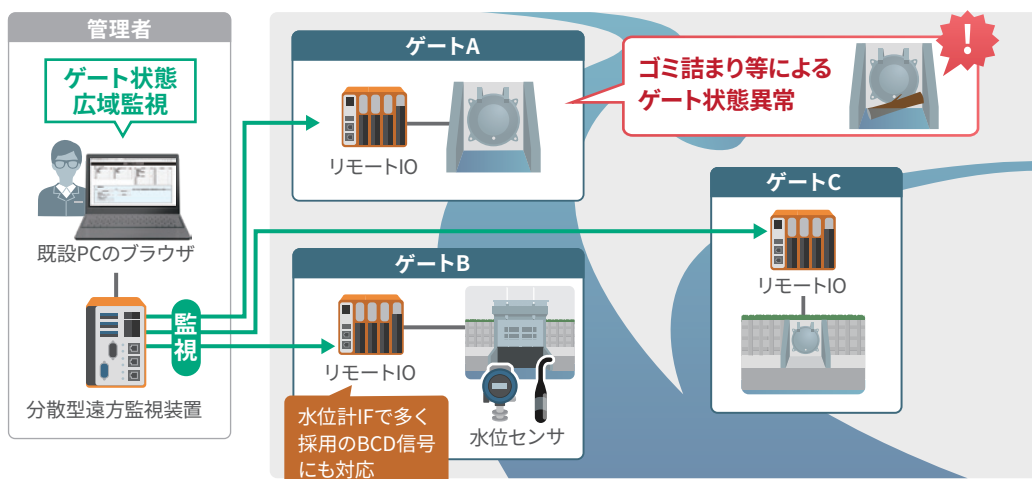 管理者
ゲート状態
広域監視
既設PCのブラウザ
監視
分散型遠方監視装置
ゲートA
リモートIO
ゴミ詰まり等による
ゲート状態異常
!
ゲートB
リモートIO
水位計IFで多く
採用のBCD信号
にも対応
水位センサ
ゲートC
リモートIO